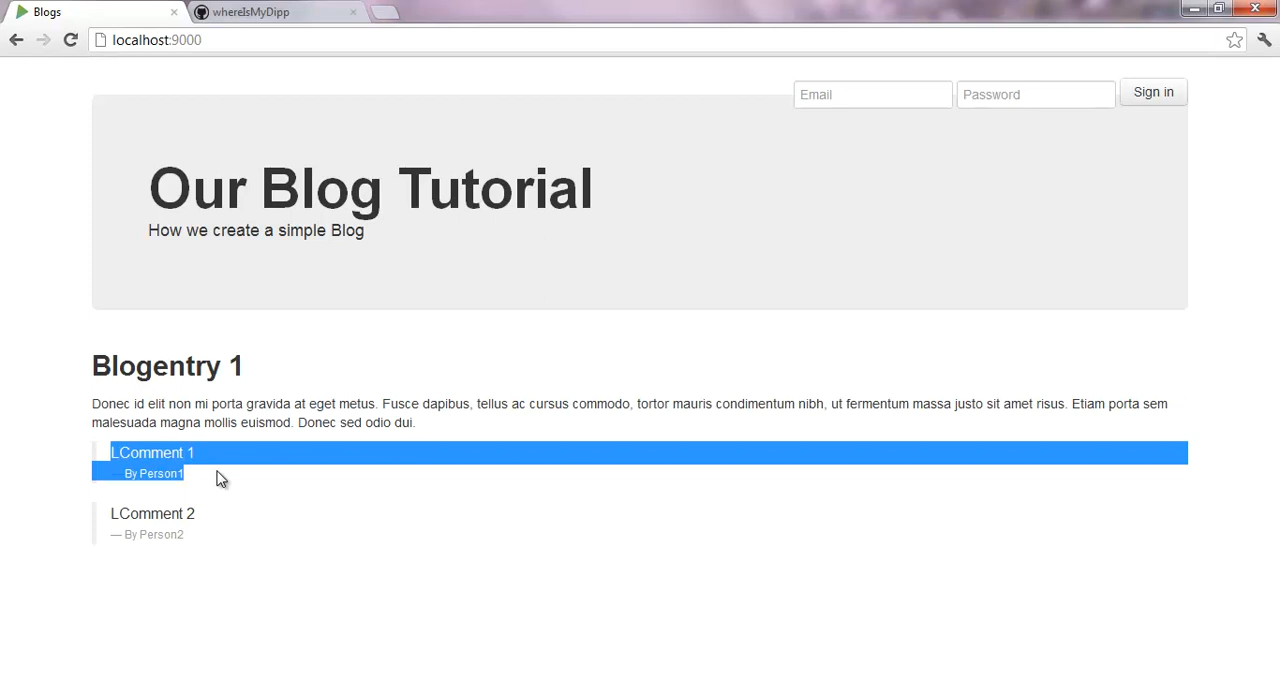 Blogs
whereIsMyDipp
localhost:9000
Email
Password
Sign in
Our Blog Tutorial
How we create a simple Blog
Blogentry 1
Donec id elit non mi porta gravida at eget metus. Fusce dapibus, tellus ac cursus commodo, tortor mauris condimentum nibh, ut fermentum massa justo sit amet risus. Etiam porta sem
malesuada magna mollis euismod. Donec sed odio dui.
LComment 1
— By Person1
LComment 2
— By Person2